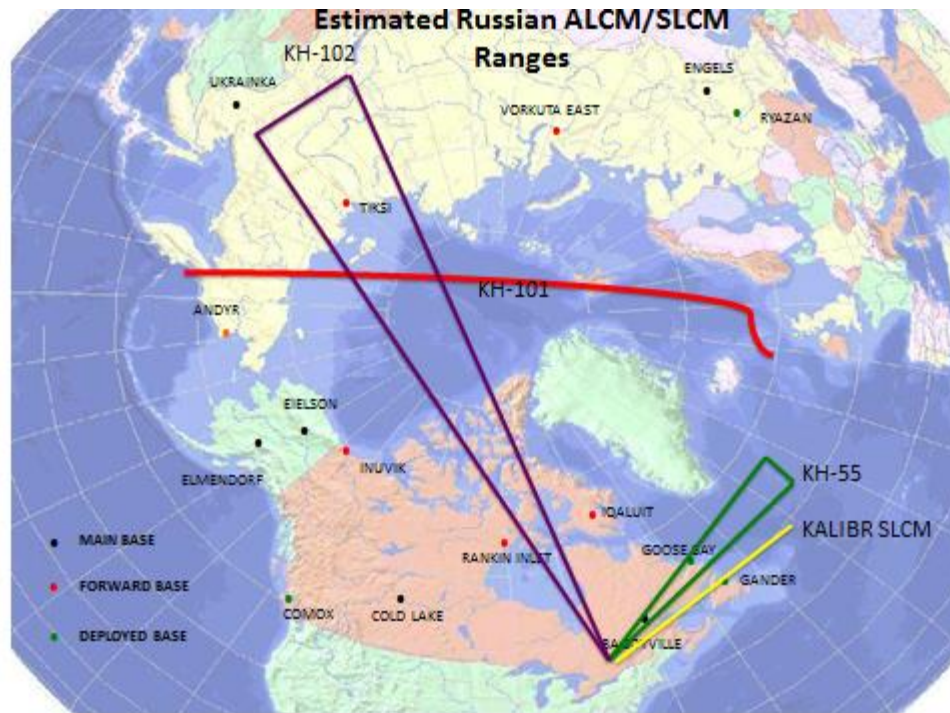 Estimated Russian ALCM/SLCM
Ranges
KH-102
UKRAINKA
ENGELS
VORKUTA EAST
RYAZAN
TIKSI
KH-101
ANDYR
EIELSON
ELMENDORF
INUVIK
KH-55
IQALUIT
KALIBR SLCM
MAIN BASE
RANKIN INLET
GOOSE BAY
GANDER
FORWARD BASE
COMOX
COLD LAKE
DEPLOYED BASE